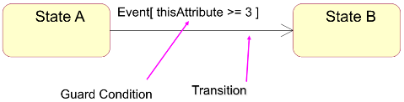 State A
Event[ thisAttribute >= 3 ]
State B
Guard Condition
Transition